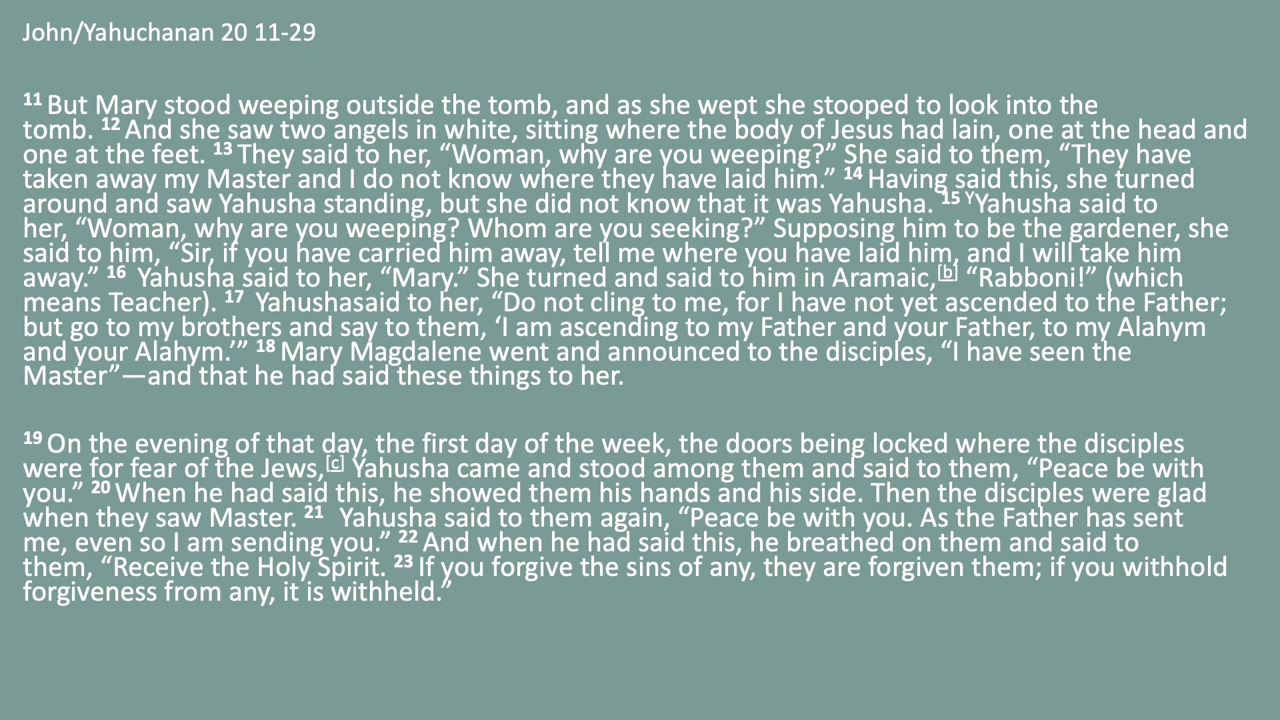 John/Yahuchanan 20 11-29
11 But Mary stood weeping outside the tomb, and as she wept she stooped to look into the
tomb. 12 And she saw two angels in white, sitting where the body of Jesus had lain, one at the head and
one at the feet. 13 They said to her, “Woman, why are you weeping?” She said to them, “They have
taken away my Master and I do not know where they have laid him.” 14 Having said this, she turned
around and saw Yahusha standing, but she did not know that it was Yahusha. 15 YYahusha said to
her, “Woman, why are you weeping? Whom are you seeking?” Supposing him to be the gardener, she
said to him, “Sir, if you have carried him away, tell me where you have laid him, and I will take him
away.” 16 Yahusha said to her, “Mary.” She turned and said to him in Aramaic,[b] “Rabboni!” (which
means Teacher). 17 Yahushasaid to her, “Do not cling to me, for I have not yet ascended to the Father;
but go to my brothers and say to them, ‘I am ascending to my Father and your Father, to my Alahym
and your Alahym.’” 18 Mary Magdalene went and announced to the disciples, “I have seen the
Master”—and that he had said these things to her.
19 On the evening of that day, the first day of the week, the doors being locked where the disciples
were for fear of the Jews,[c] Yahusha came and stood among them and said to them, “Peace be with
you.” 20 When he had said this, he showed them his hands and his side. Then the disciples were glad
when they saw Master. 21 Yahusha said to them again, “Peace be with you. As the Father has sent
me, even so I am sending you.” 22 And when he had said this, he breathed on them and said to
them, “Receive the Holy Spirit. 23 If you forgive the sins of any, they are forgiven them; if you withhold
forgiveness from any, it is withheld.”